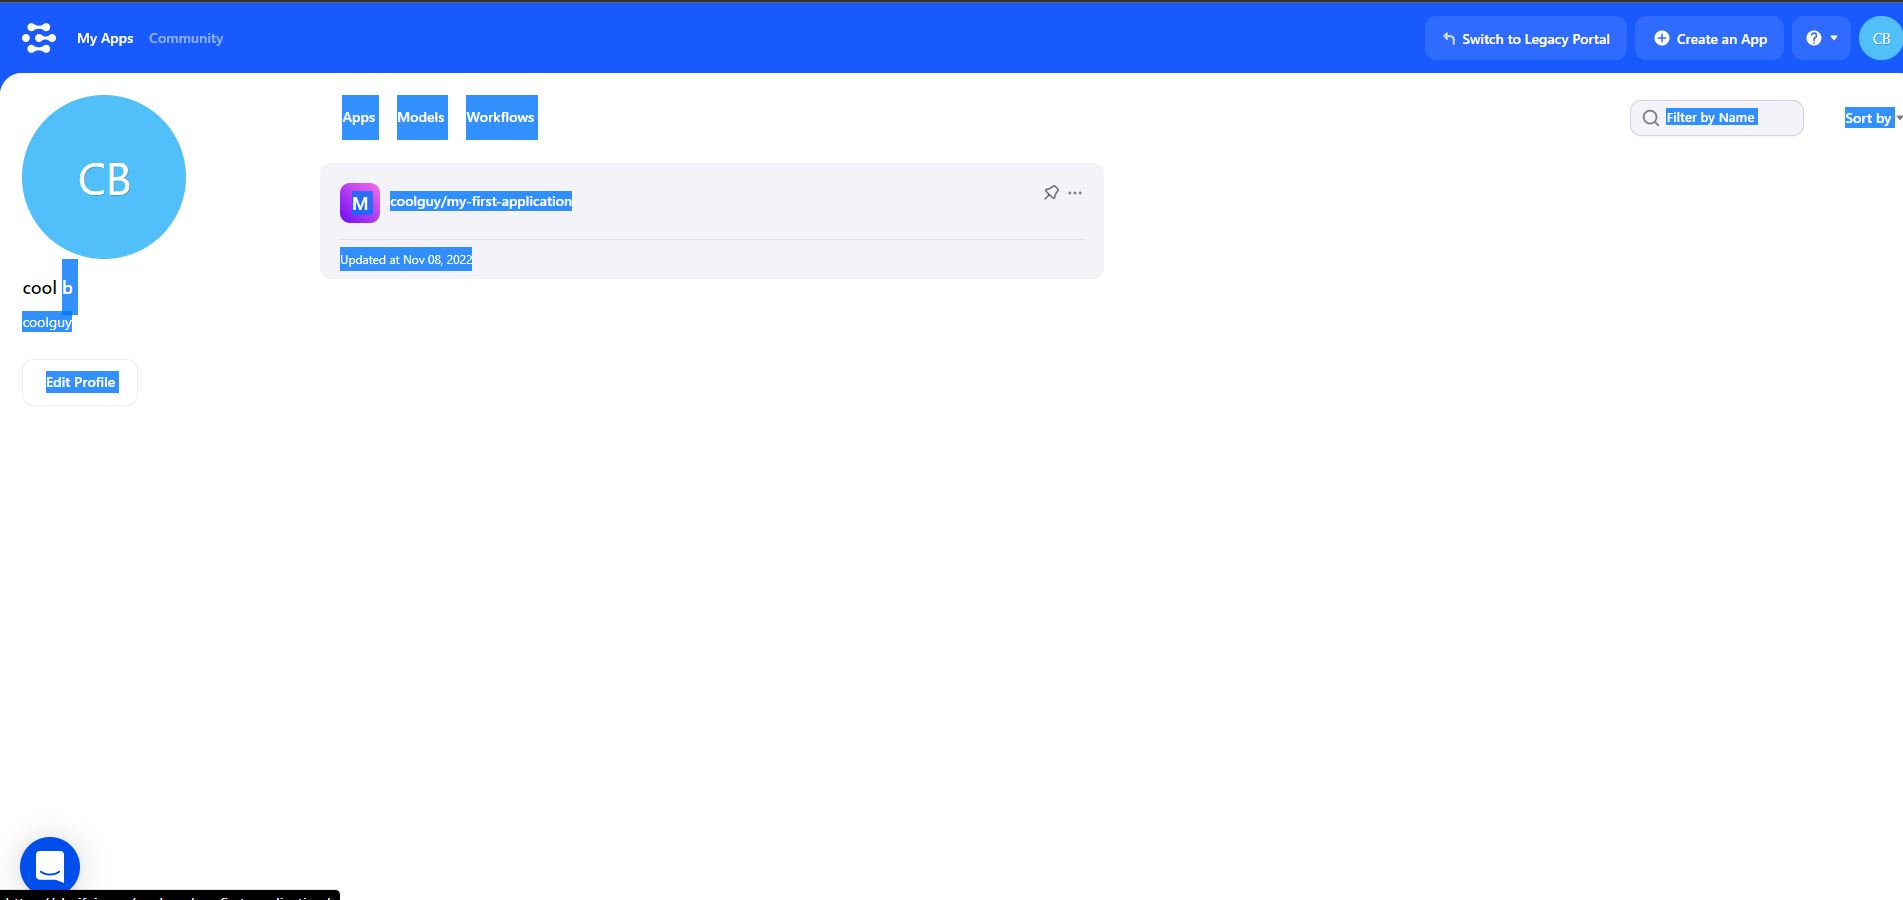 My Apps Community Switch to Legacy Portal Create an App ? CB
CB
cool b
coolguy
Edit Profile
Apps Models Workflows Filter by Name Sort by
M coolguy/my-first-application
Updated at Nov 08, 2022